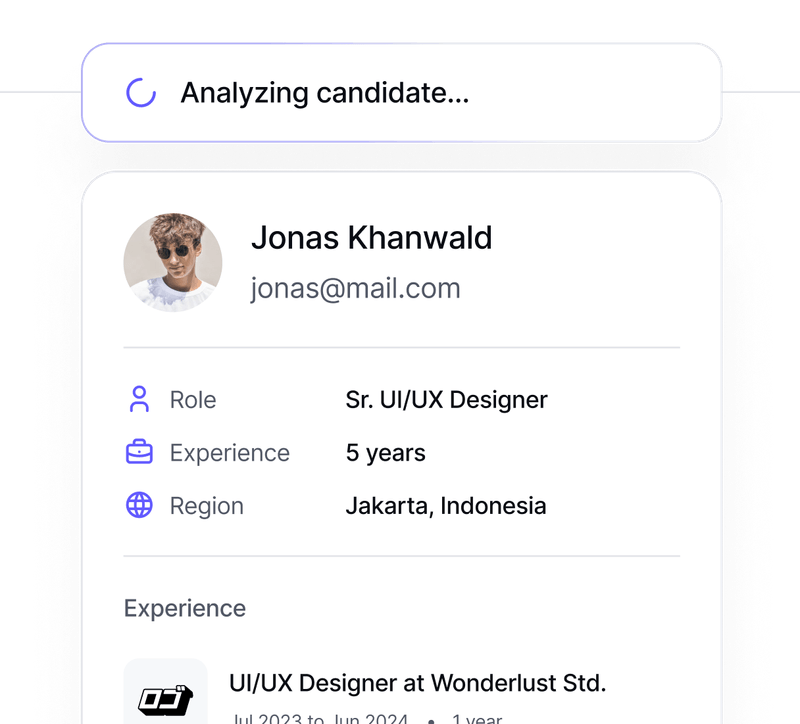 Analyzing candidate...
Jonas Khanwald
jonas@mail.com
Role Sr. UI/UX Designer
Experience 5 years
Region Jakarta, Indonesia
Experience
UI/UX Designer at Wonderlust Std.
Jul 2023 to Jun 2024 • 1 year